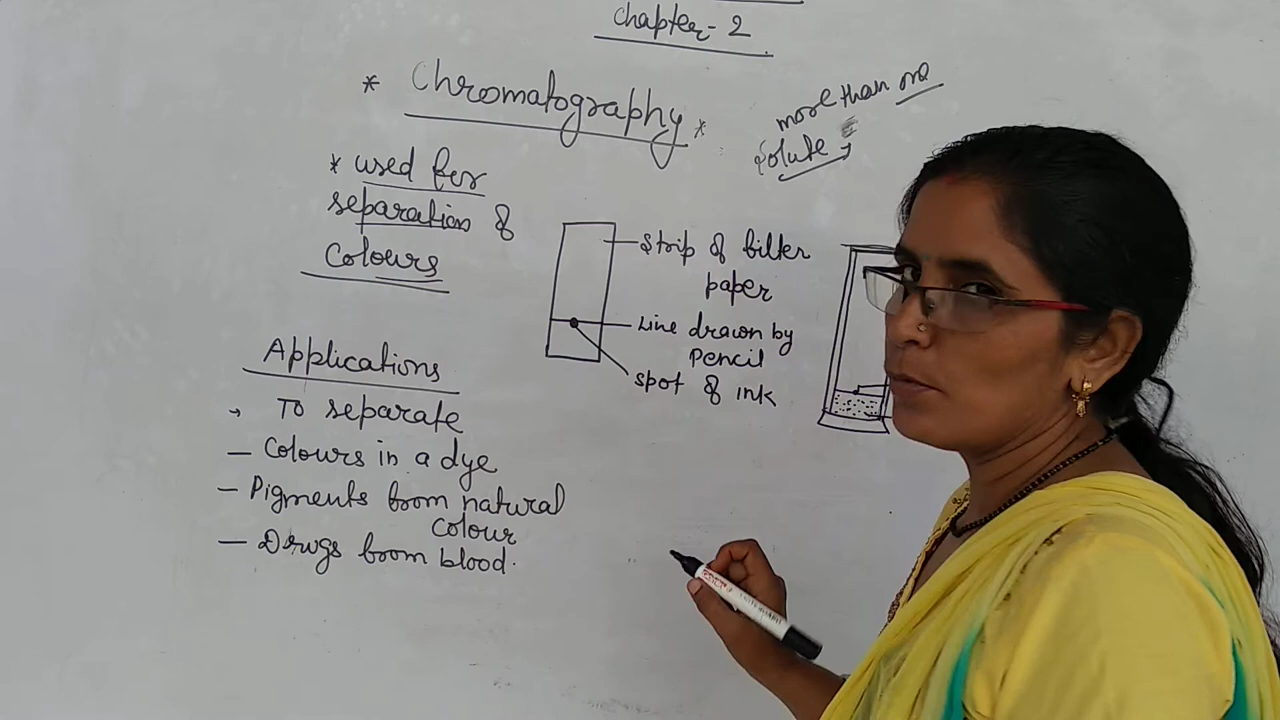 Chapter- 2
* Chromatography *
more than one
solute
* used for
separation of
Colours
Strip of filter
paper
Line drawn by
Pencil
spot of ink
Applications
→ To separate
– Colours in a dye
– Pigments from natural
Colour
– Drugs from blood.